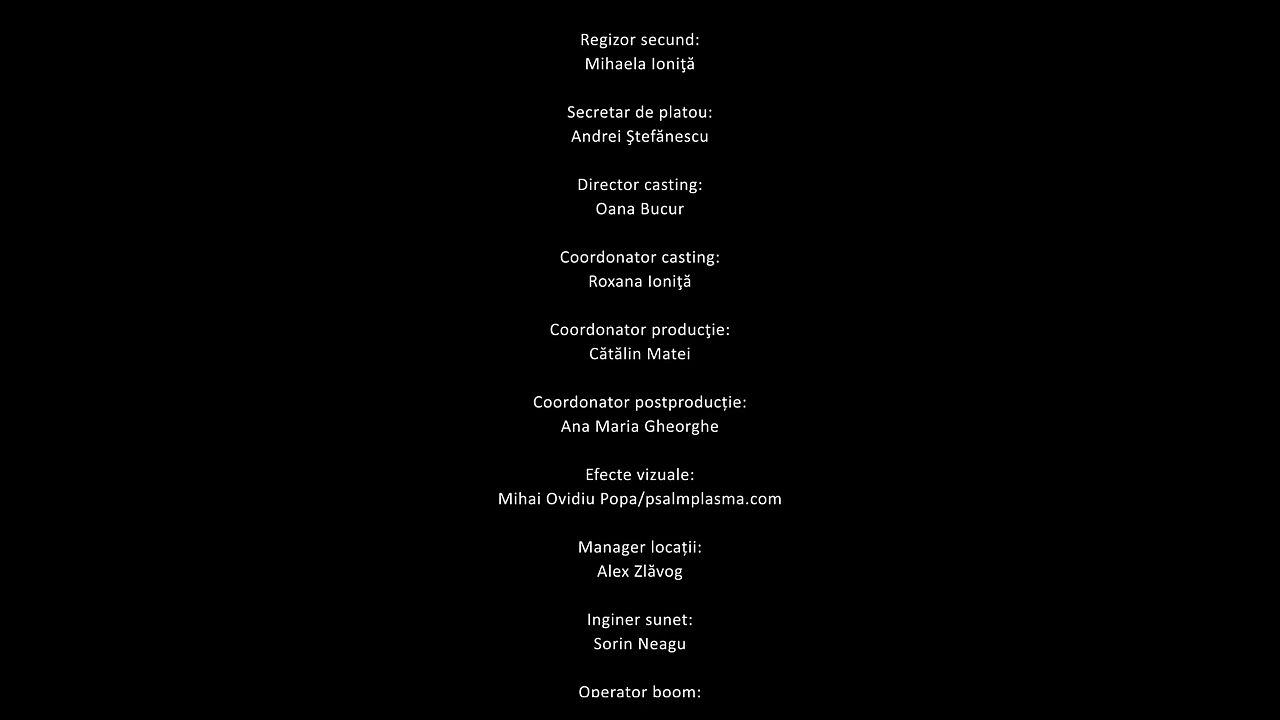 Regizor secund:
Mihaela Ioniţă
Secretar de platou:
Andrei Ştefănescu
Director casting:
Oana Bucur
Coordonator casting:
Roxana Ioniţă
Coordonator producţie:
Cătălin Matei
Coordonator postproducție:
Ana Maria Gheorghe
Efecte vizuale:
Mihai Ovidiu Popa/psalmplasma.com
Manager locații:
Alex Zlăvog
Inginer sunet:
Sorin Neagu
Operator boom: